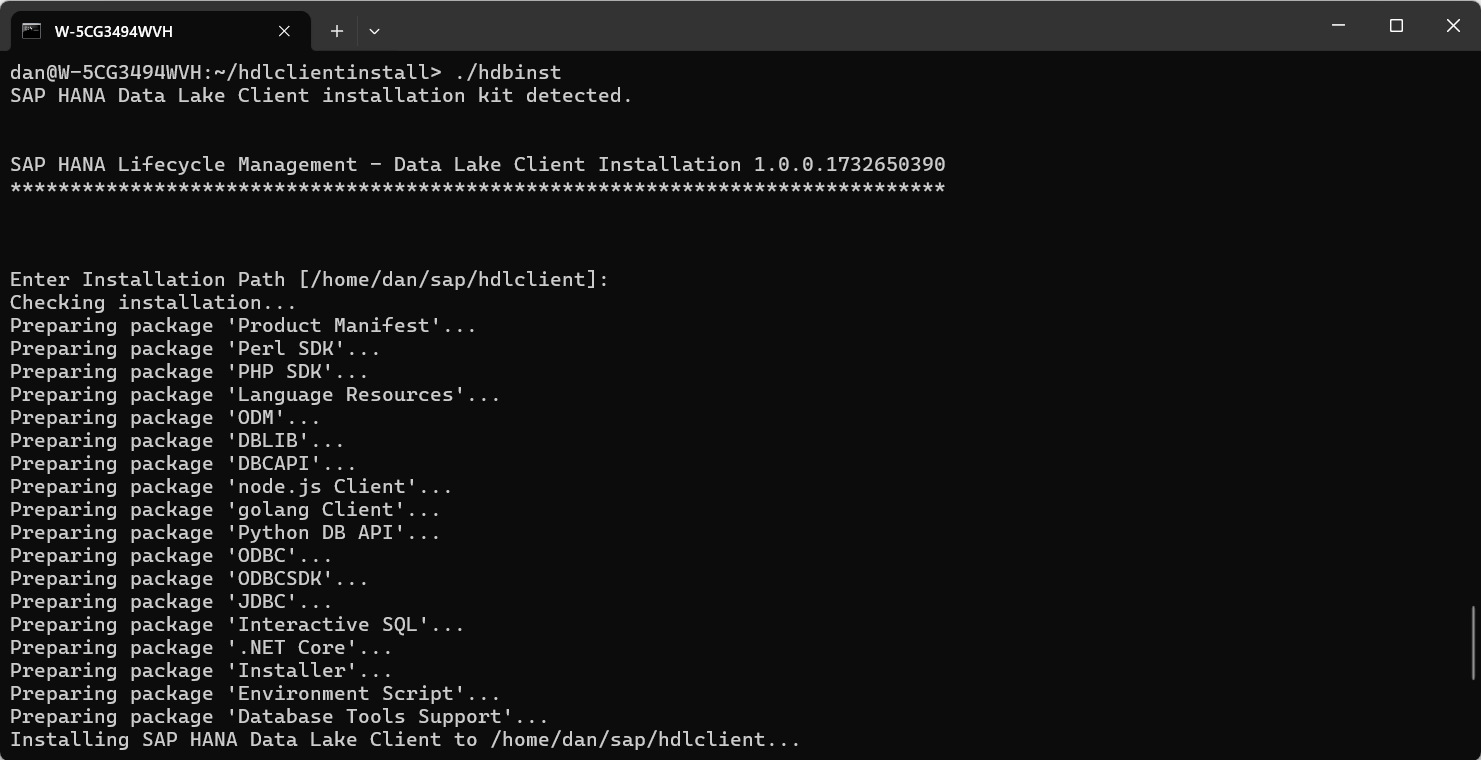 W-5CG3494WVH
dan@W-5CG3494WVH:~/hdlclientinstall> ./hdbinst
SAP HANA Data Lake Client installation kit detected.
SAP HANA Lifecycle Management - Data Lake Client Installation 1.0.0.1732650390
******************************************************************************
Enter Installation Path [/home/dan/sap/hdlclient]:
Checking installation...
Preparing package 'Product Manifest'...
Preparing package 'Perl SDK'...
Preparing package 'PHP SDK'...
Preparing package 'Language Resources'...
Preparing package 'ODM'...
Preparing package 'DBLIB'...
Preparing package 'DBCAPI'...
Preparing package 'node.js Client'...
Preparing package 'golang Client'...
Preparing package 'Python DB API'...
Preparing package 'ODBC'...
Preparing package 'ODBCSDK'...
Preparing package 'JDBC'...
Preparing package 'Interactive SQL'...
Preparing package '.NET Core'...
Preparing package 'Installer'...
Preparing package 'Environment Script'...
Preparing package 'Database Tools Support'...
Installing SAP HANA Data Lake Client to /home/dan/sap/hdlclient...